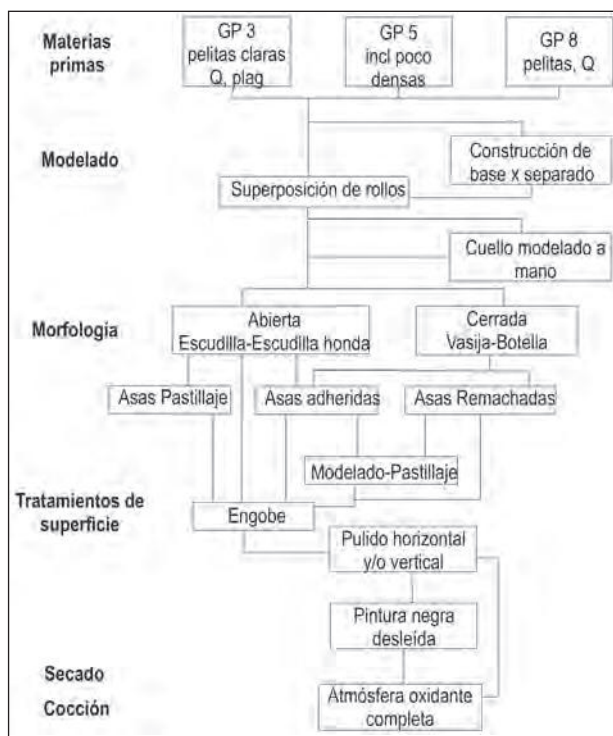 Materias
primas
GP 3
pelitas claras
Q, plag
GP 5
incl poco
densas
GP 8
pelitas, Q
Modelado
Construcción de
base x separado
Superposición de rollos
Cuello modelado a
mano
Morfología
Abierta
Escudilla-Escudilla honda
Cerrada
Vasija-Botella
Asas Pastillaje
Asas adheridas
Asas Remachadas
Modelado-Pastillaje
Tratamientos de
superficie
Engobe
Pulido horizontal
y/o vertical
Pintura negra
desleída
Secado
Cocción
Atmósfera oxidante
completa